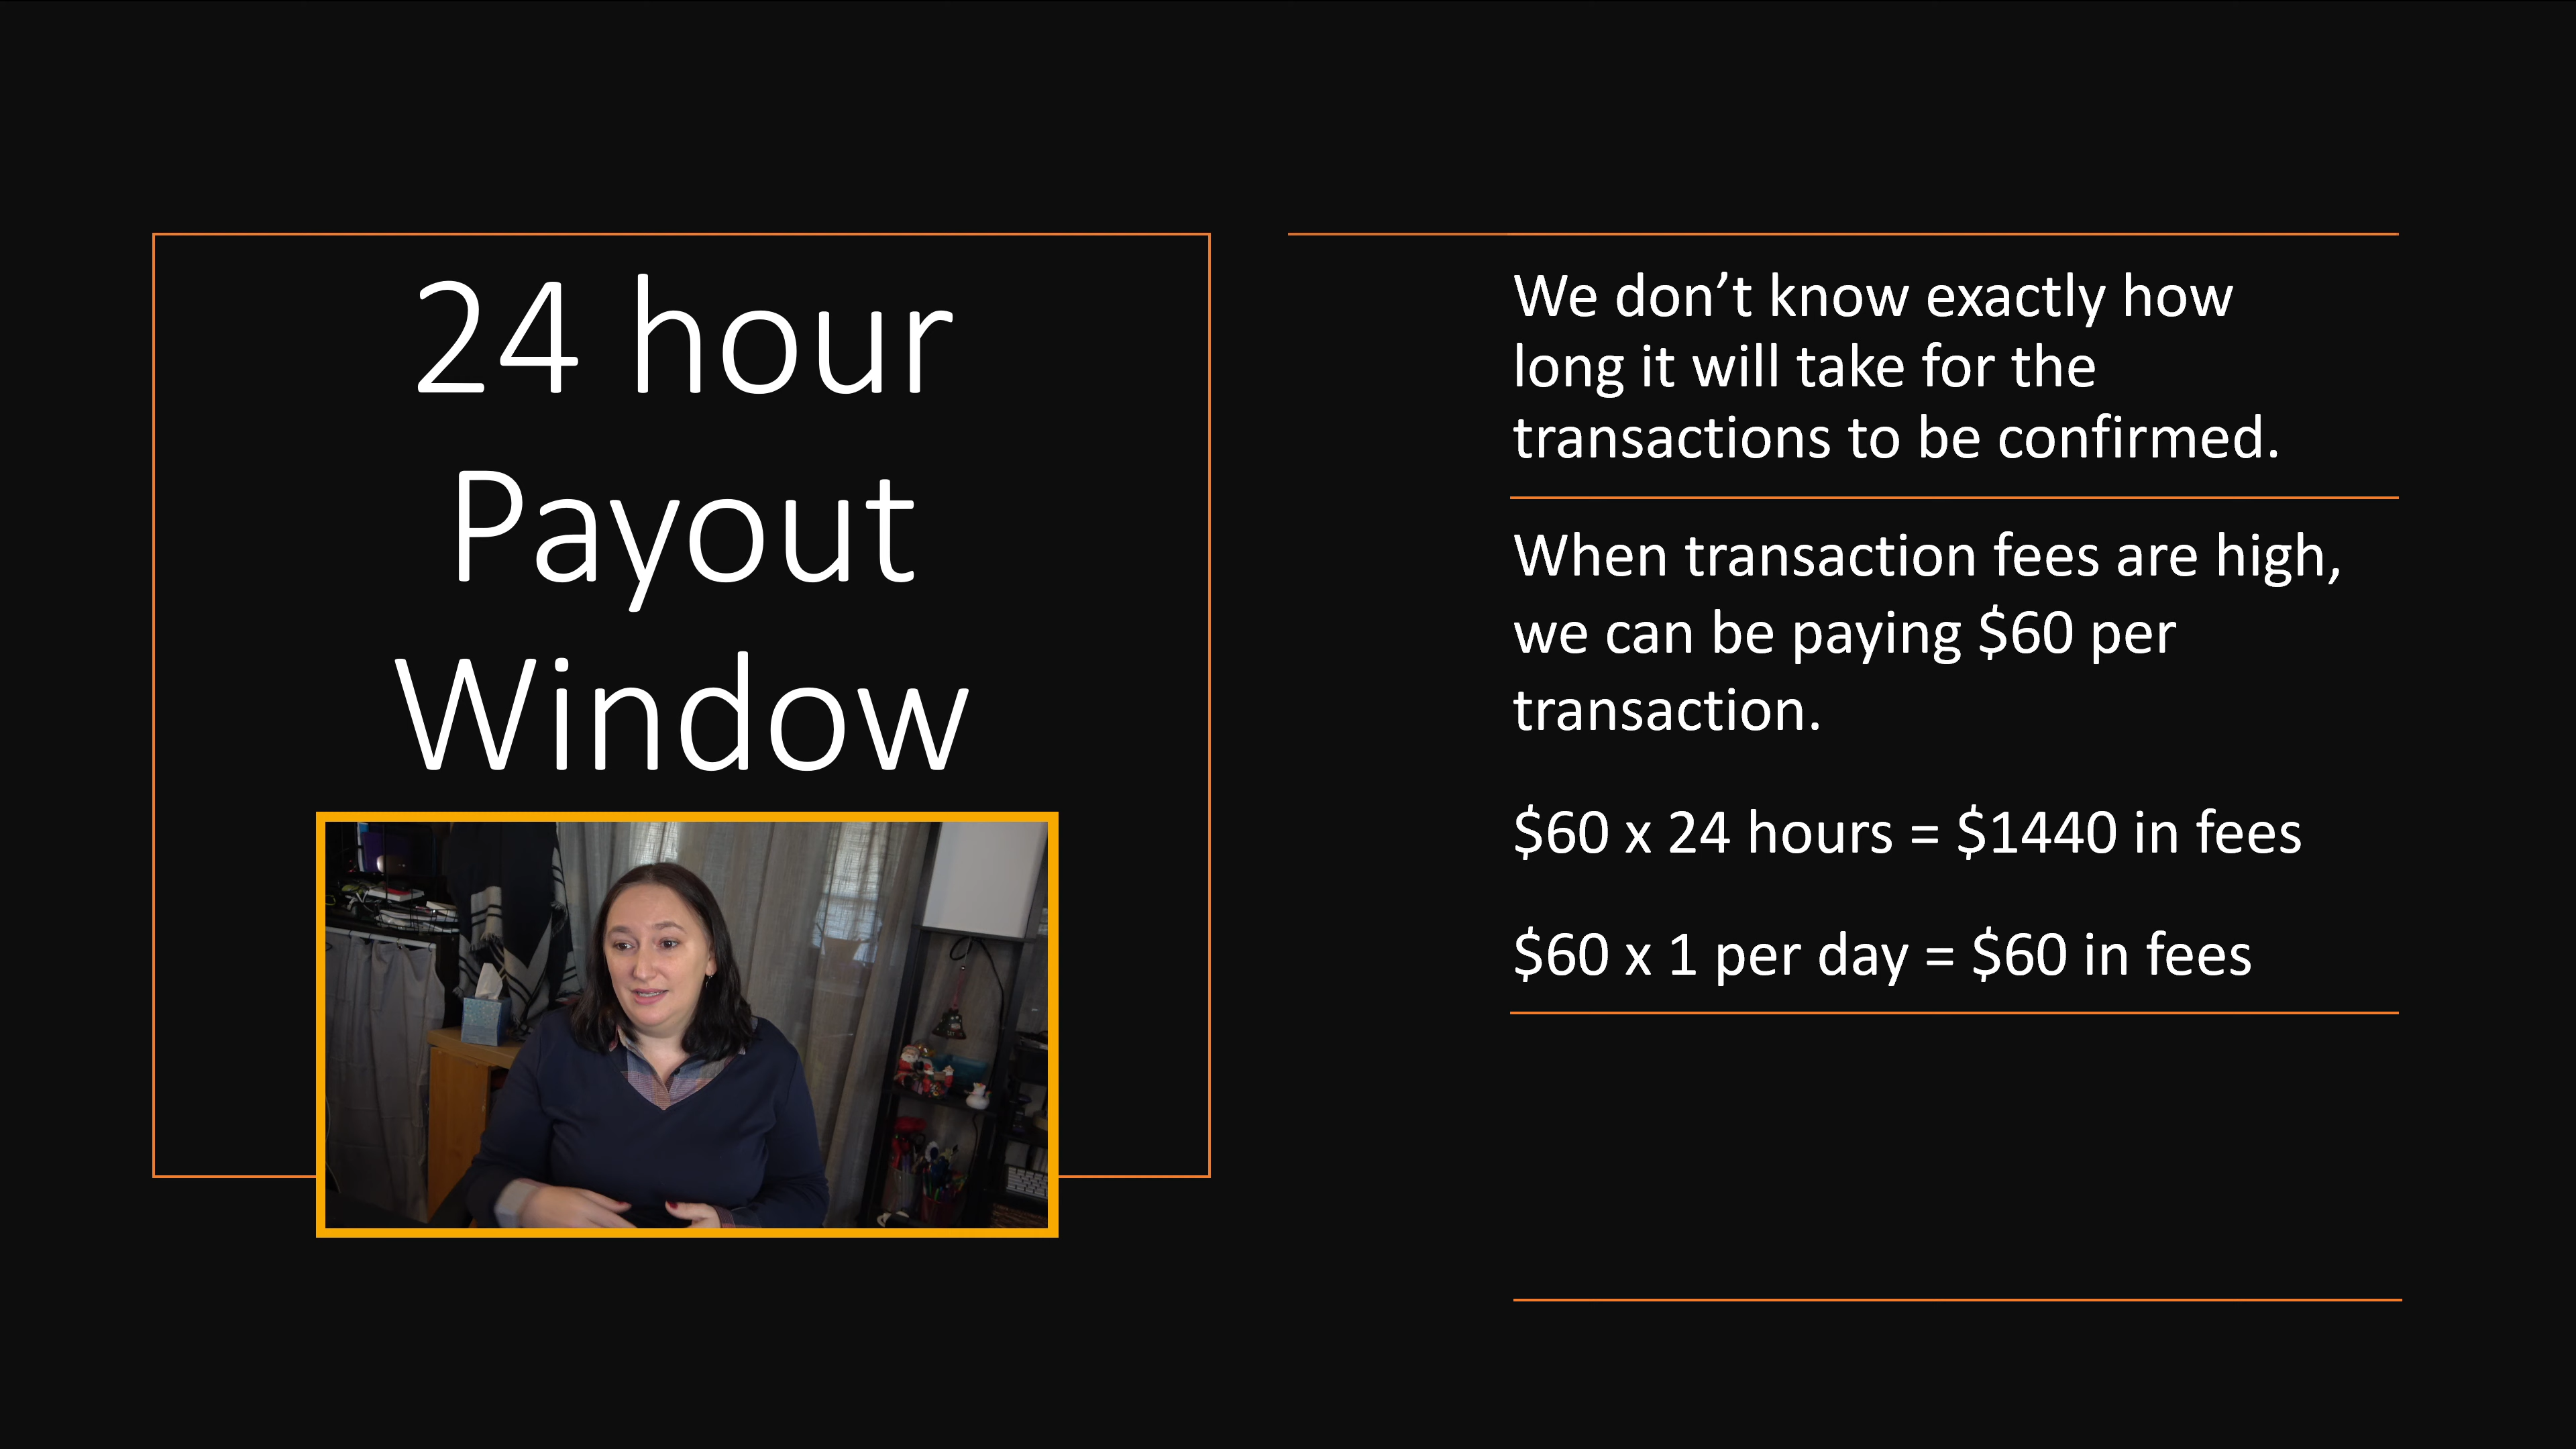 24 hour
Payout
Window
We don’t know exactly how
long it will take for the
transactions to be confirmed.
When transaction fees are high,
we can be paying $60 per
transaction.
$60 x 24 hours = $1440 in fees
$60 x 1 per day = $60 in fees